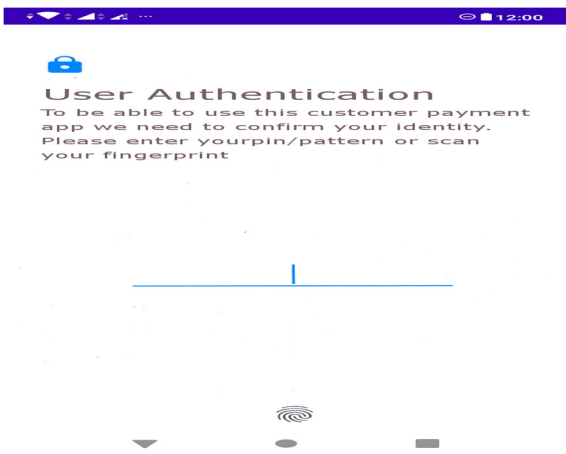 12:00
User Authentication
To be able to use this customer payment
app we need to confirm your identity.
Please enter yourpin/pattern or scan
your fingerprint